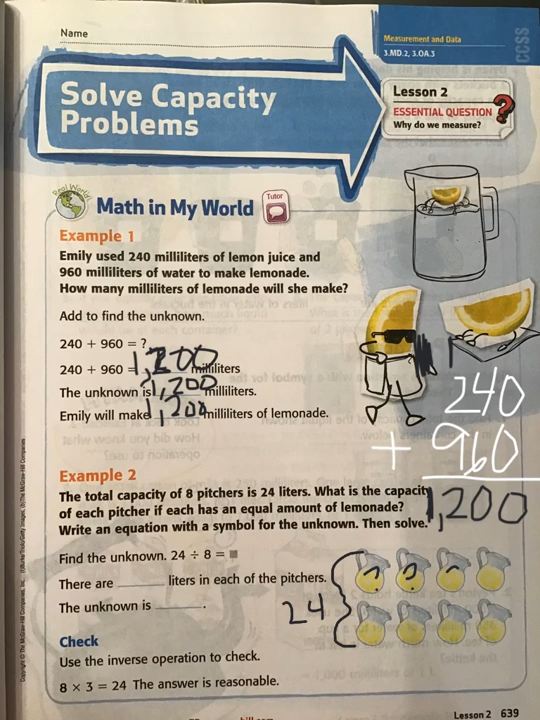 Name
Measurement and Data
3.MD.2, 3.OA.3
CCSS
Solve Capacity
Problems
Lesson 2
ESSENTIAL QUESTION
?
Why do we measure?
Real World
Math in My World
Tutor
Example 1
Emily used 240 milliliters of lemon juice and
960 milliliters of water to make lemonade.
How many milliliters of lemonade will she make?
Add to find the unknown.
240 + 960 = ?
240 + 960 = 1,200 milliliters
The unknown is 1,200 milliliters.
Emily will make 1,200 milliliters of lemonade.
240
+ 960
1,200
Example 2
The total capacity of 8 pitchers is 24 liters. What is the capacity
of each pitcher if each has an equal amount of lemonade?
Write an equation with a symbol for the unknown. Then solve.
Find the unknown. 24 ÷ 8 = ■
There are ______ liters in each of the pitchers.
The unknown is ______.
24
? ?
Check
Use the inverse operation to check.
8 × 3 = 24 The answer is reasonable.
Lesson 2 639